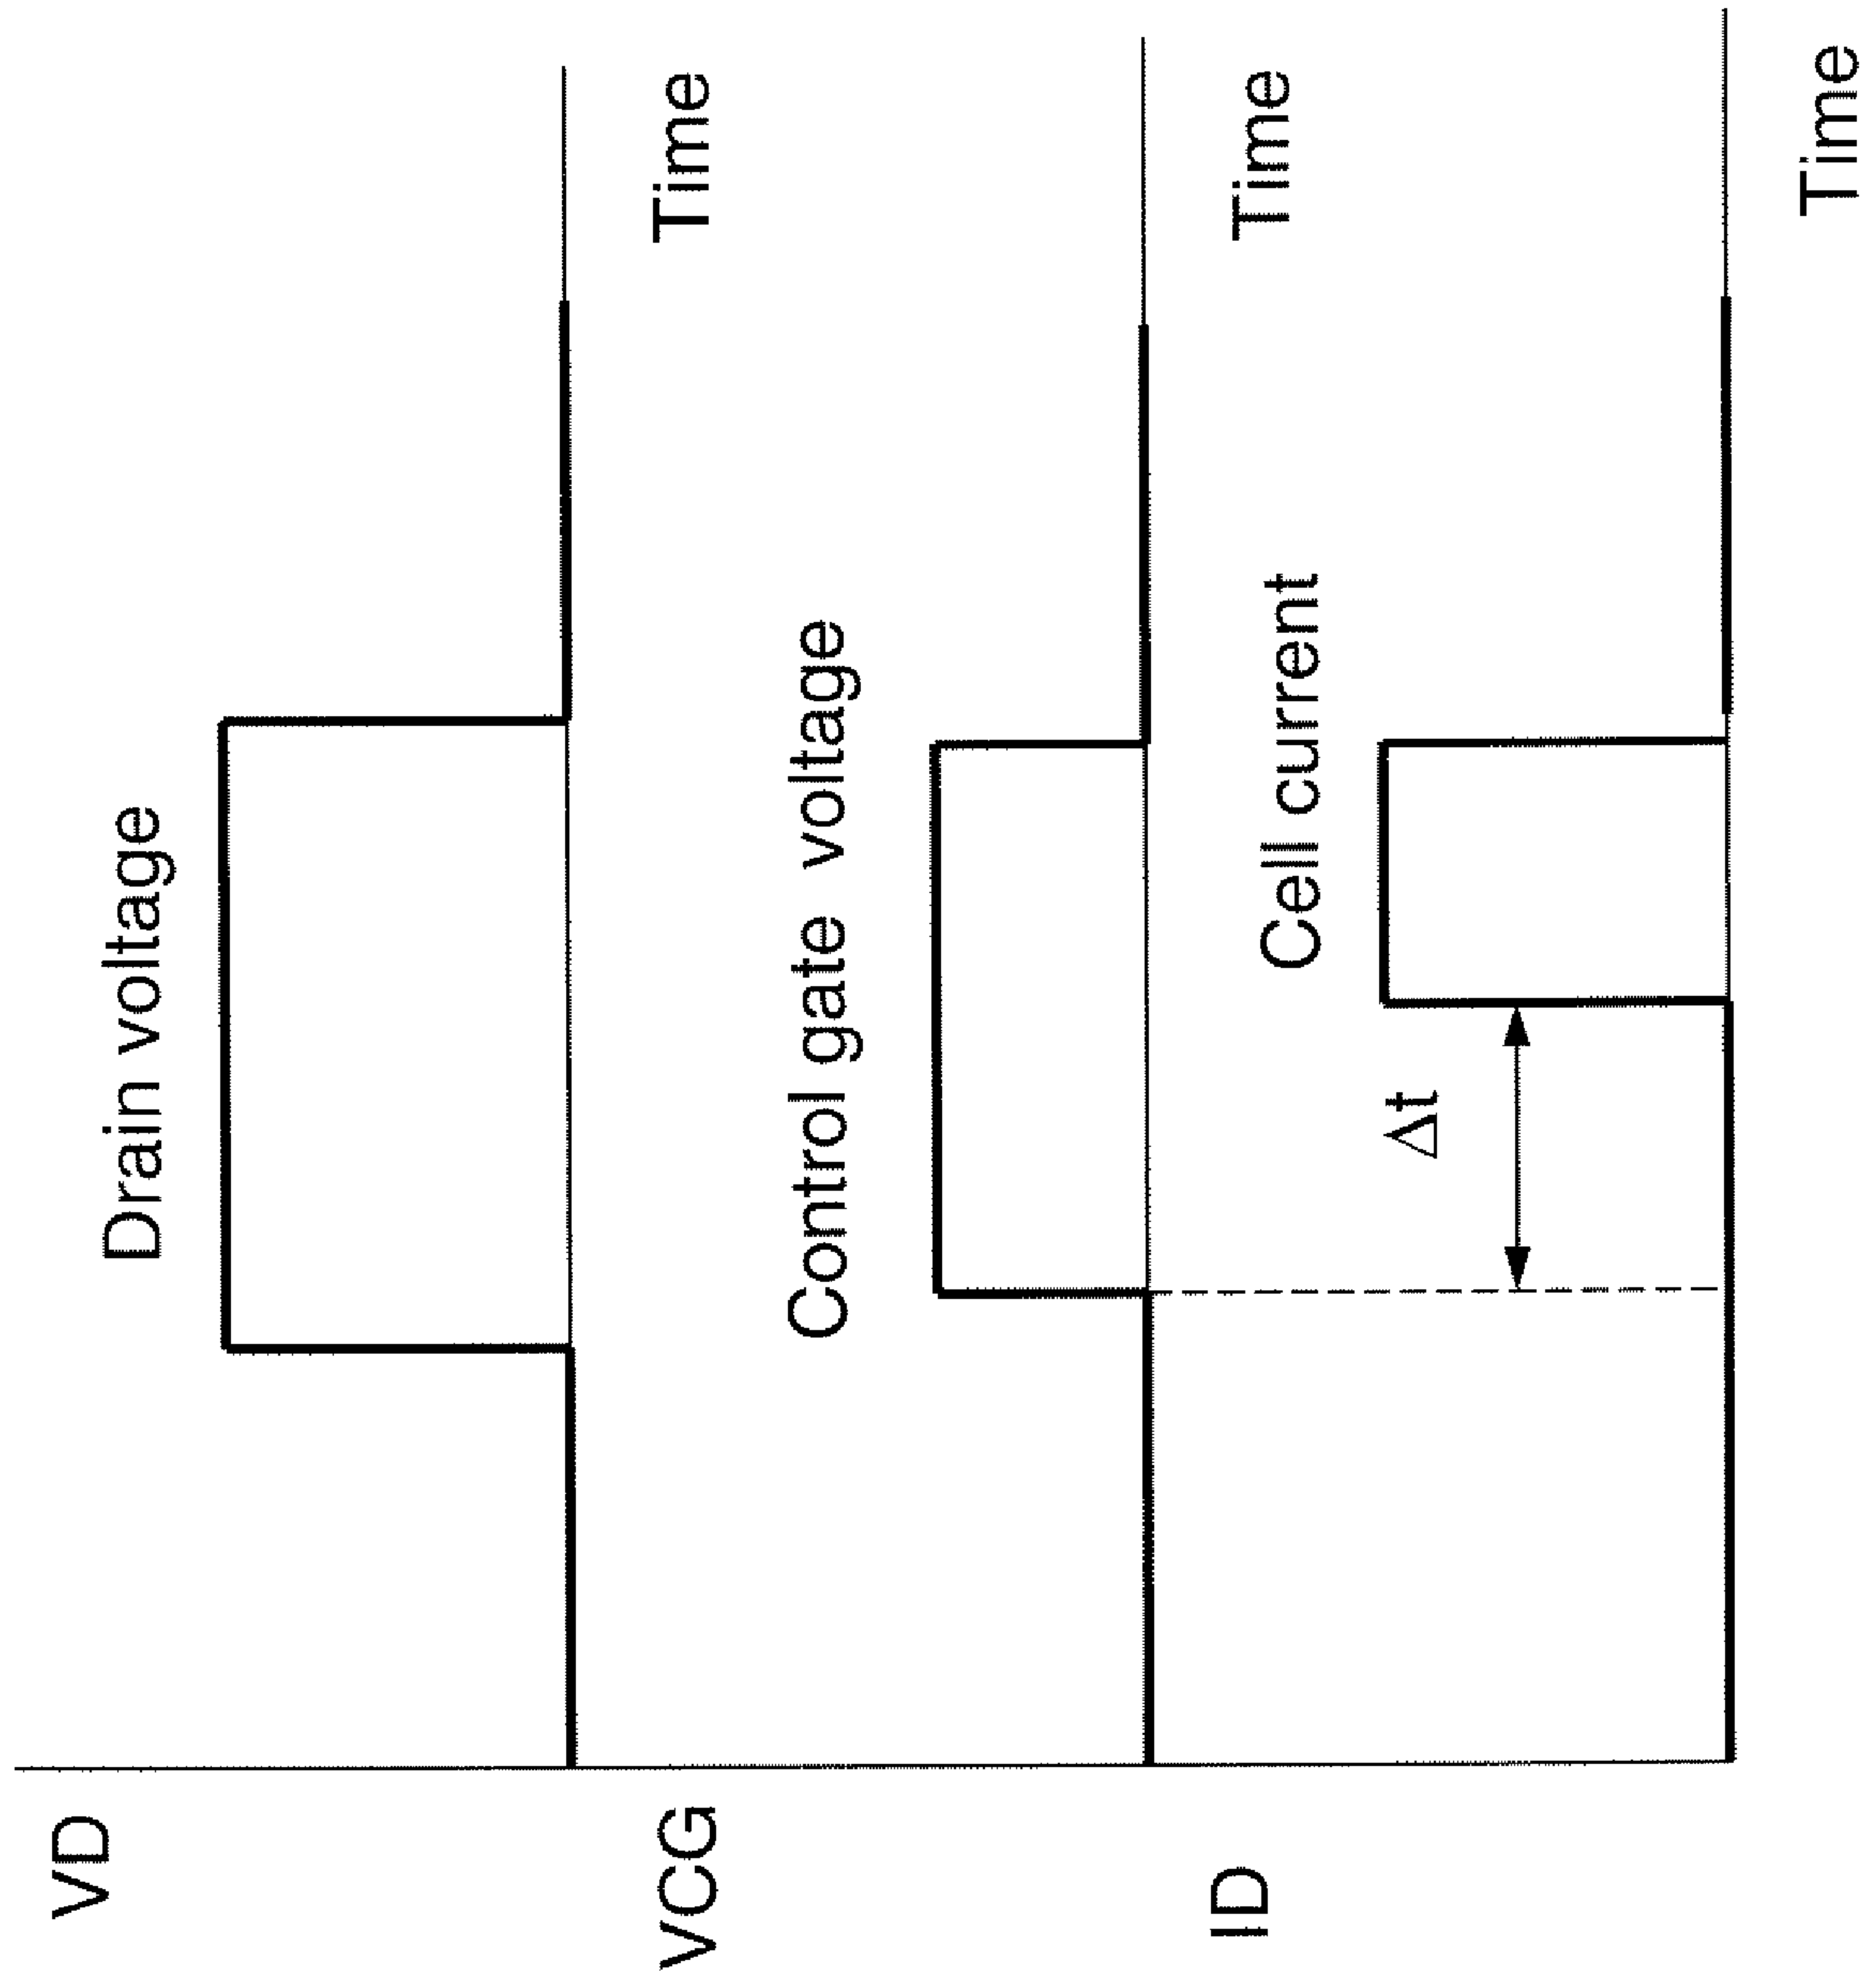 VD
Drain voltage
Time
VCG
Control gate voltage
Time
ID
Cell current
Δt
Time